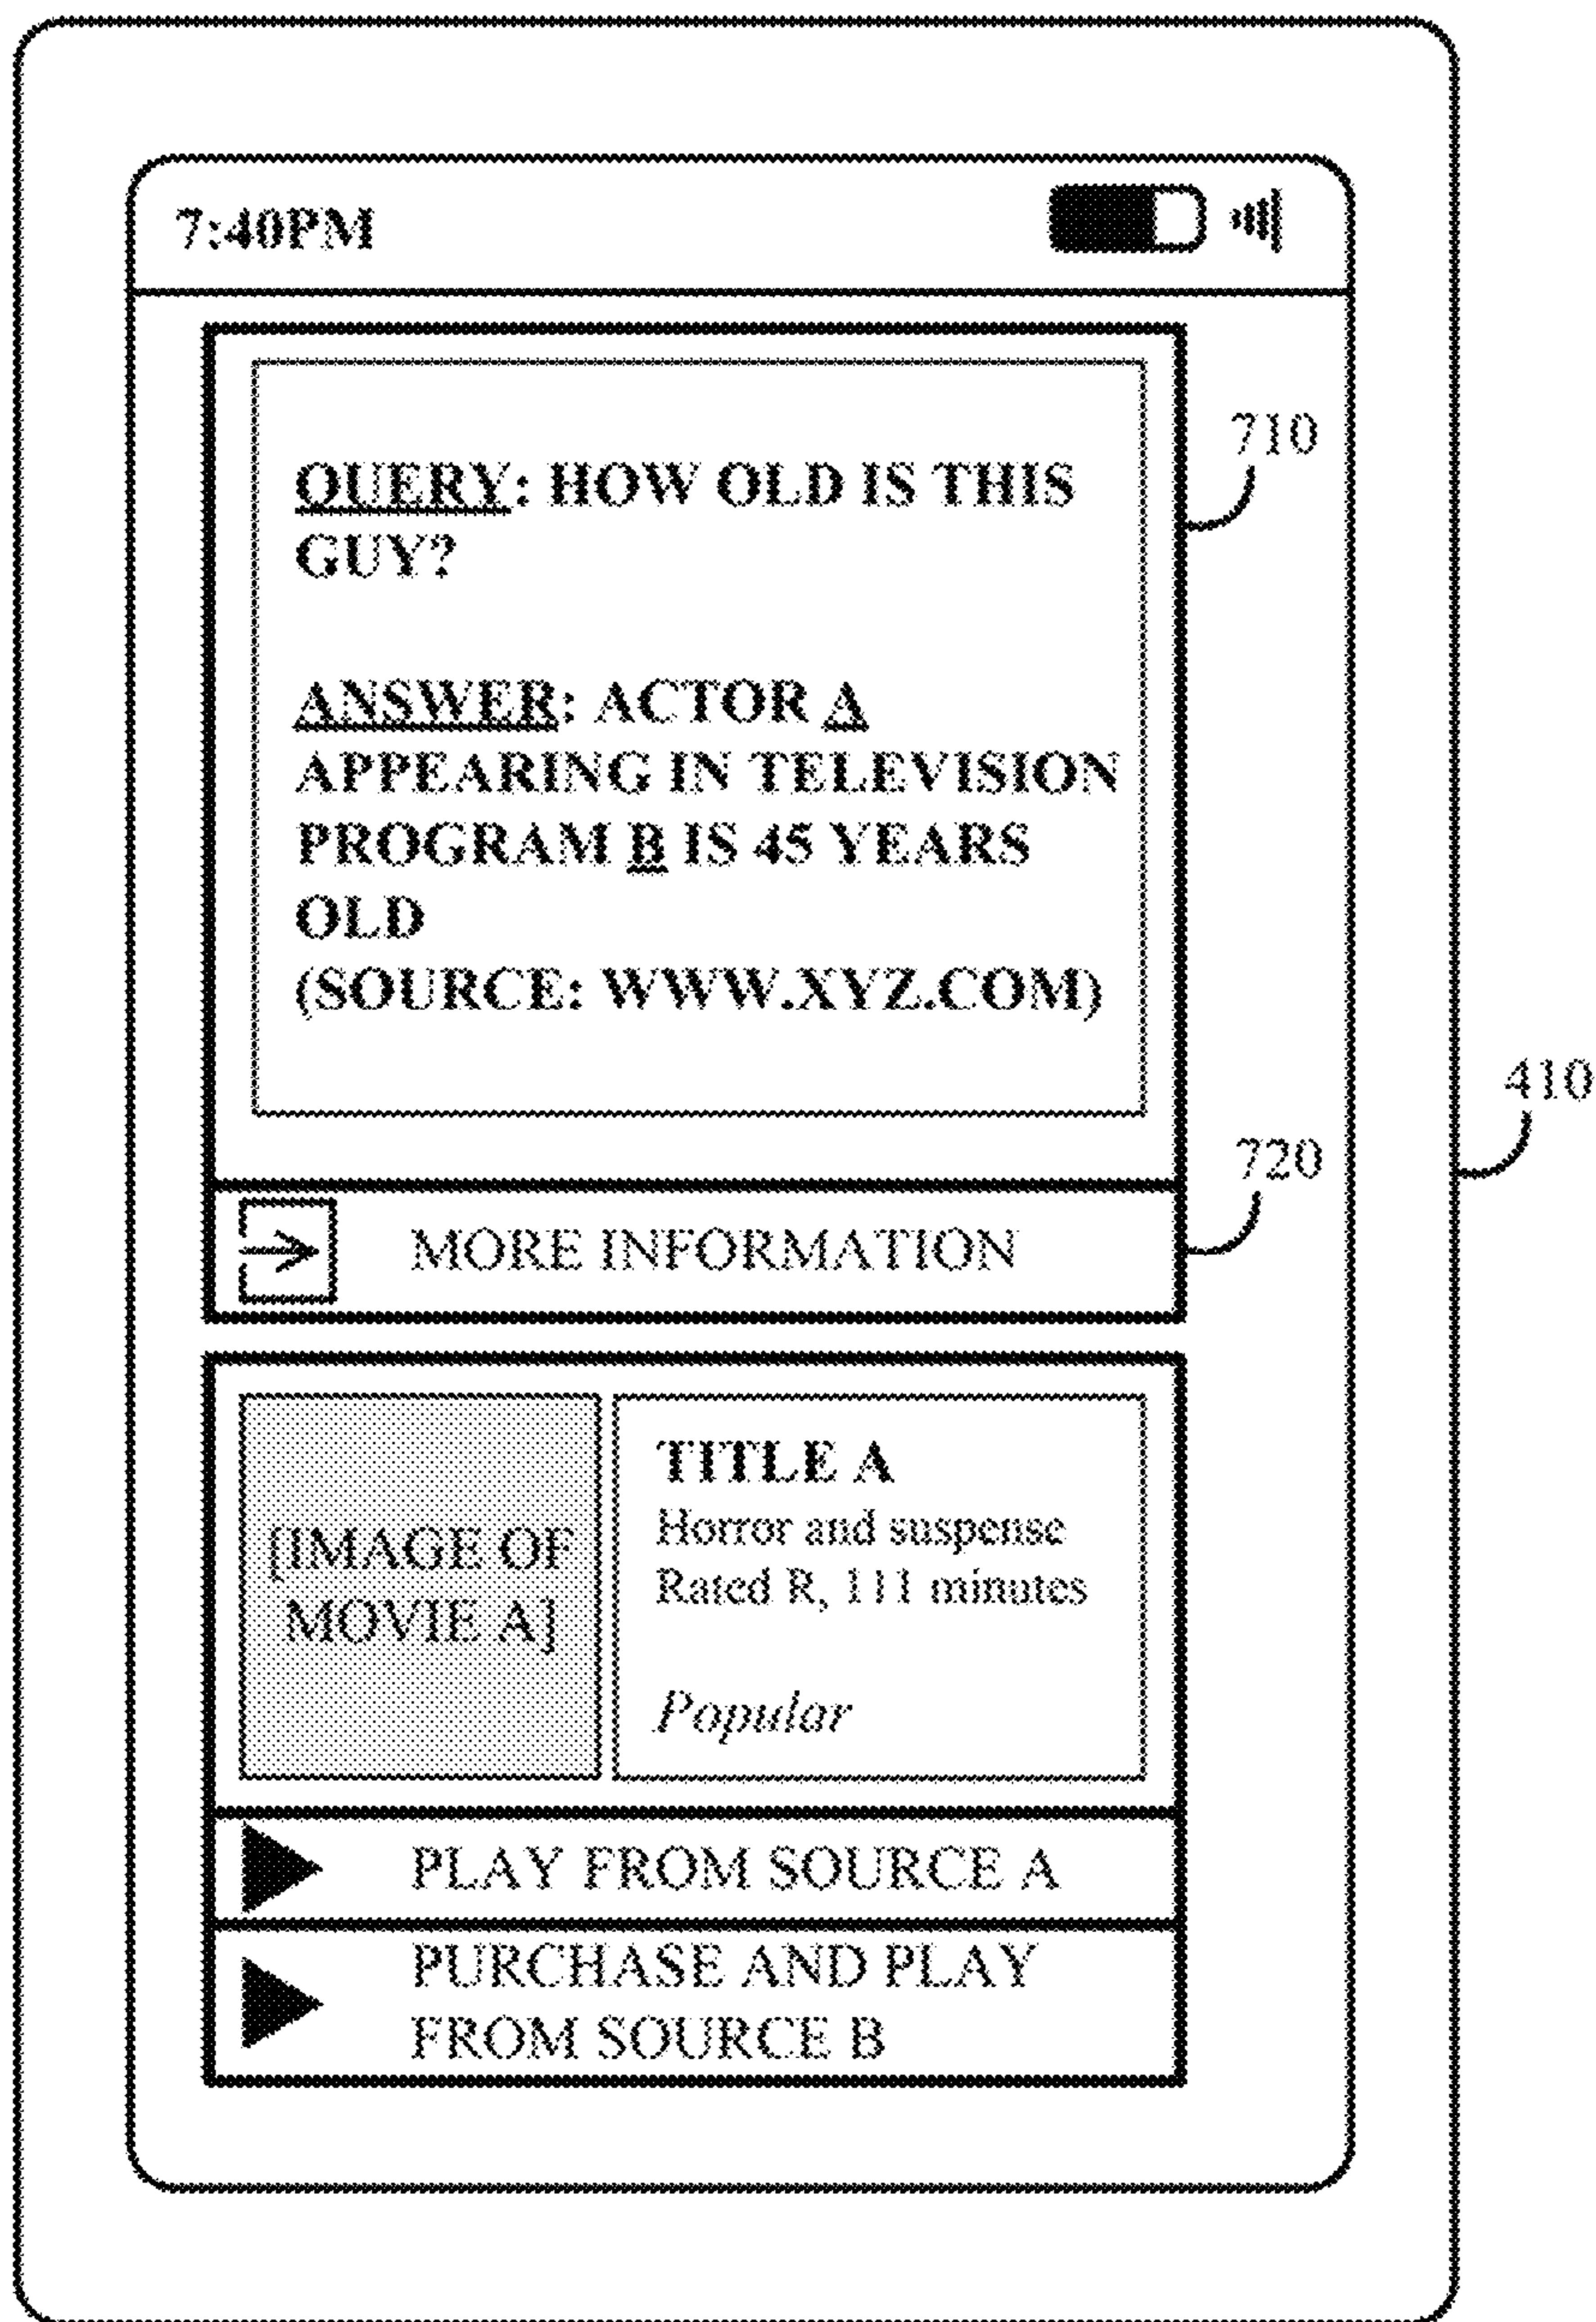 7:40PM
710
QUERY: HOW OLD IS THIS
GUY?
ANSWER: ACTOR A
APPEARING IN TELEVISION
PROGRAM B IS 45 YEARS
OLD
(SOURCE: WWW.XYZ.COM)
410
720
MORE INFORMATION
[IMAGE OF
MOVIE A]
TITLE A
Horror and suspense
Rated R, 111 minutes
Popular
PLAY FROM SOURCE A
PURCHASE AND PLAY
FROM SOURCE B